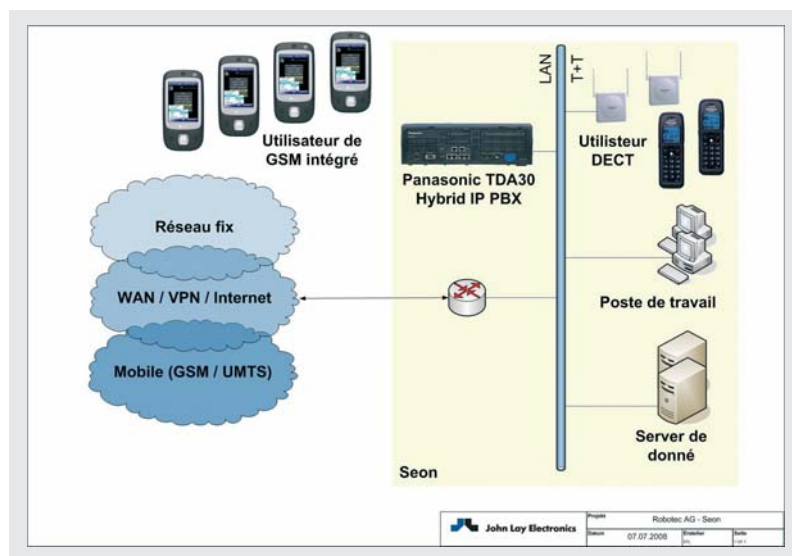 Utilisateur de
GSM intégré
LAN
T+T
Panasonic TDA30
Hybrid IP PBX
Utilisteur
DECT
Réseau fix
WAN / VPN / Internet
Mobile (GSM / UMTS)
Poste de travail
Server de
donné
Seon
John Lay Electronics
Projekt
Robotec AG - Seon
Datum
07.07.2008
Ersteller
Seite